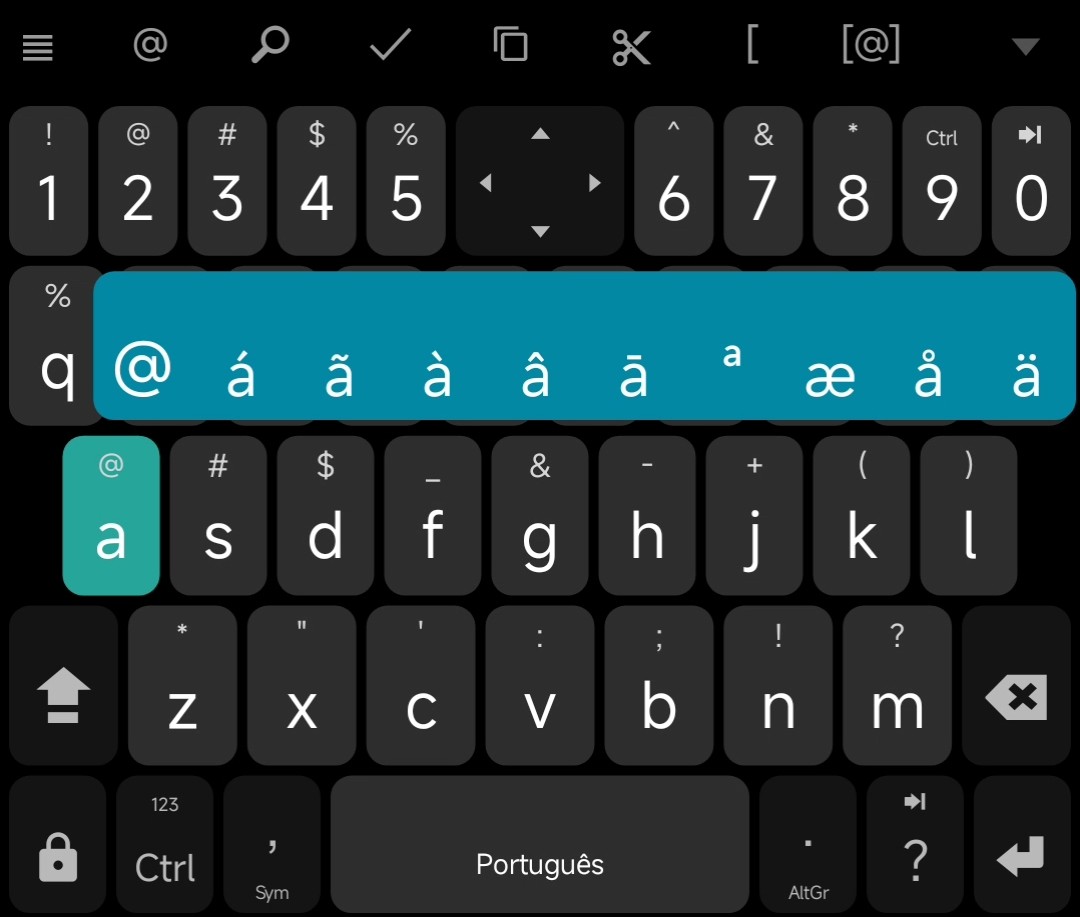 @ [ [@]
! @ # $ % ^ & * Ctrl
1 2 3 4 5 6 7 8 9 0
%
q @ á ã à â ā ª æ å ä
@ # $ _ & - + ( )
a s d f g h j k l
* " ' : ; ! ?
z x c v b n m
123
Ctrl , Português . ?
Sym AltGr